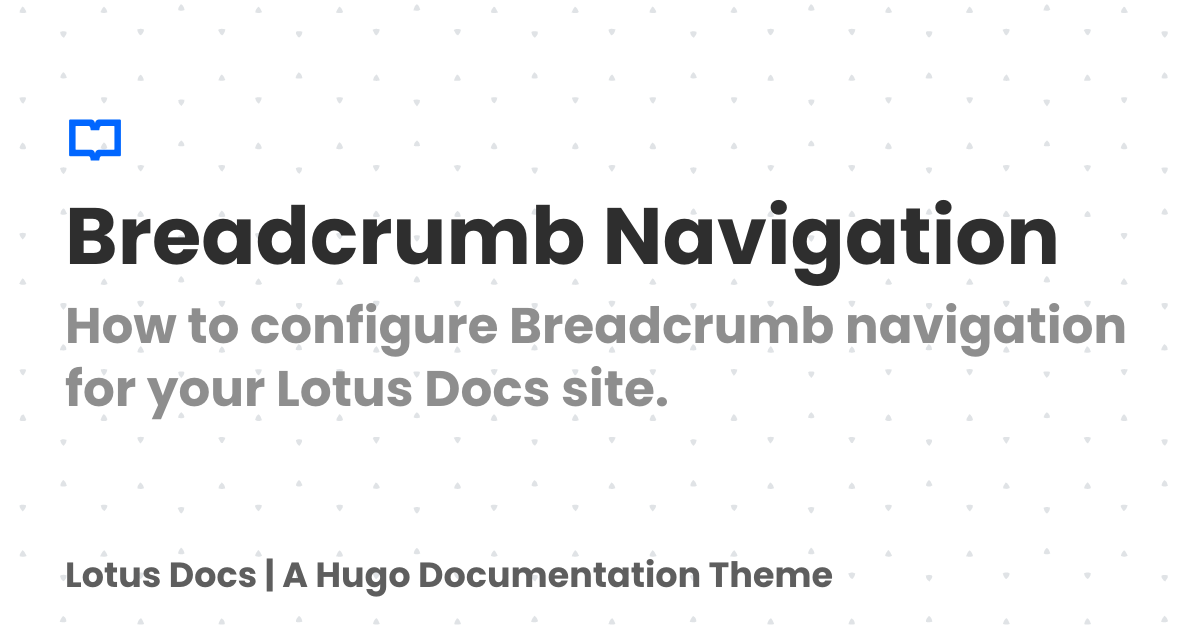 Breadcrumb Navigation
How to configure Breadcrumb navigation
for your Lotus Docs site.
Lotus Docs | A Hugo Documentation Theme